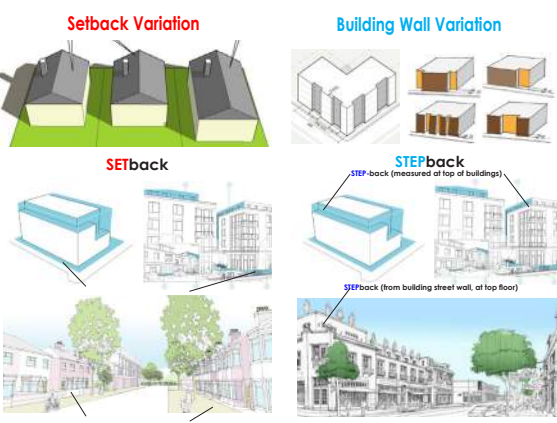 Setback Variation
Building Wall Variation
SETback
STEPback
STEP-back (measured at top of buildings)
STEPback (from building street wall, at top floor)